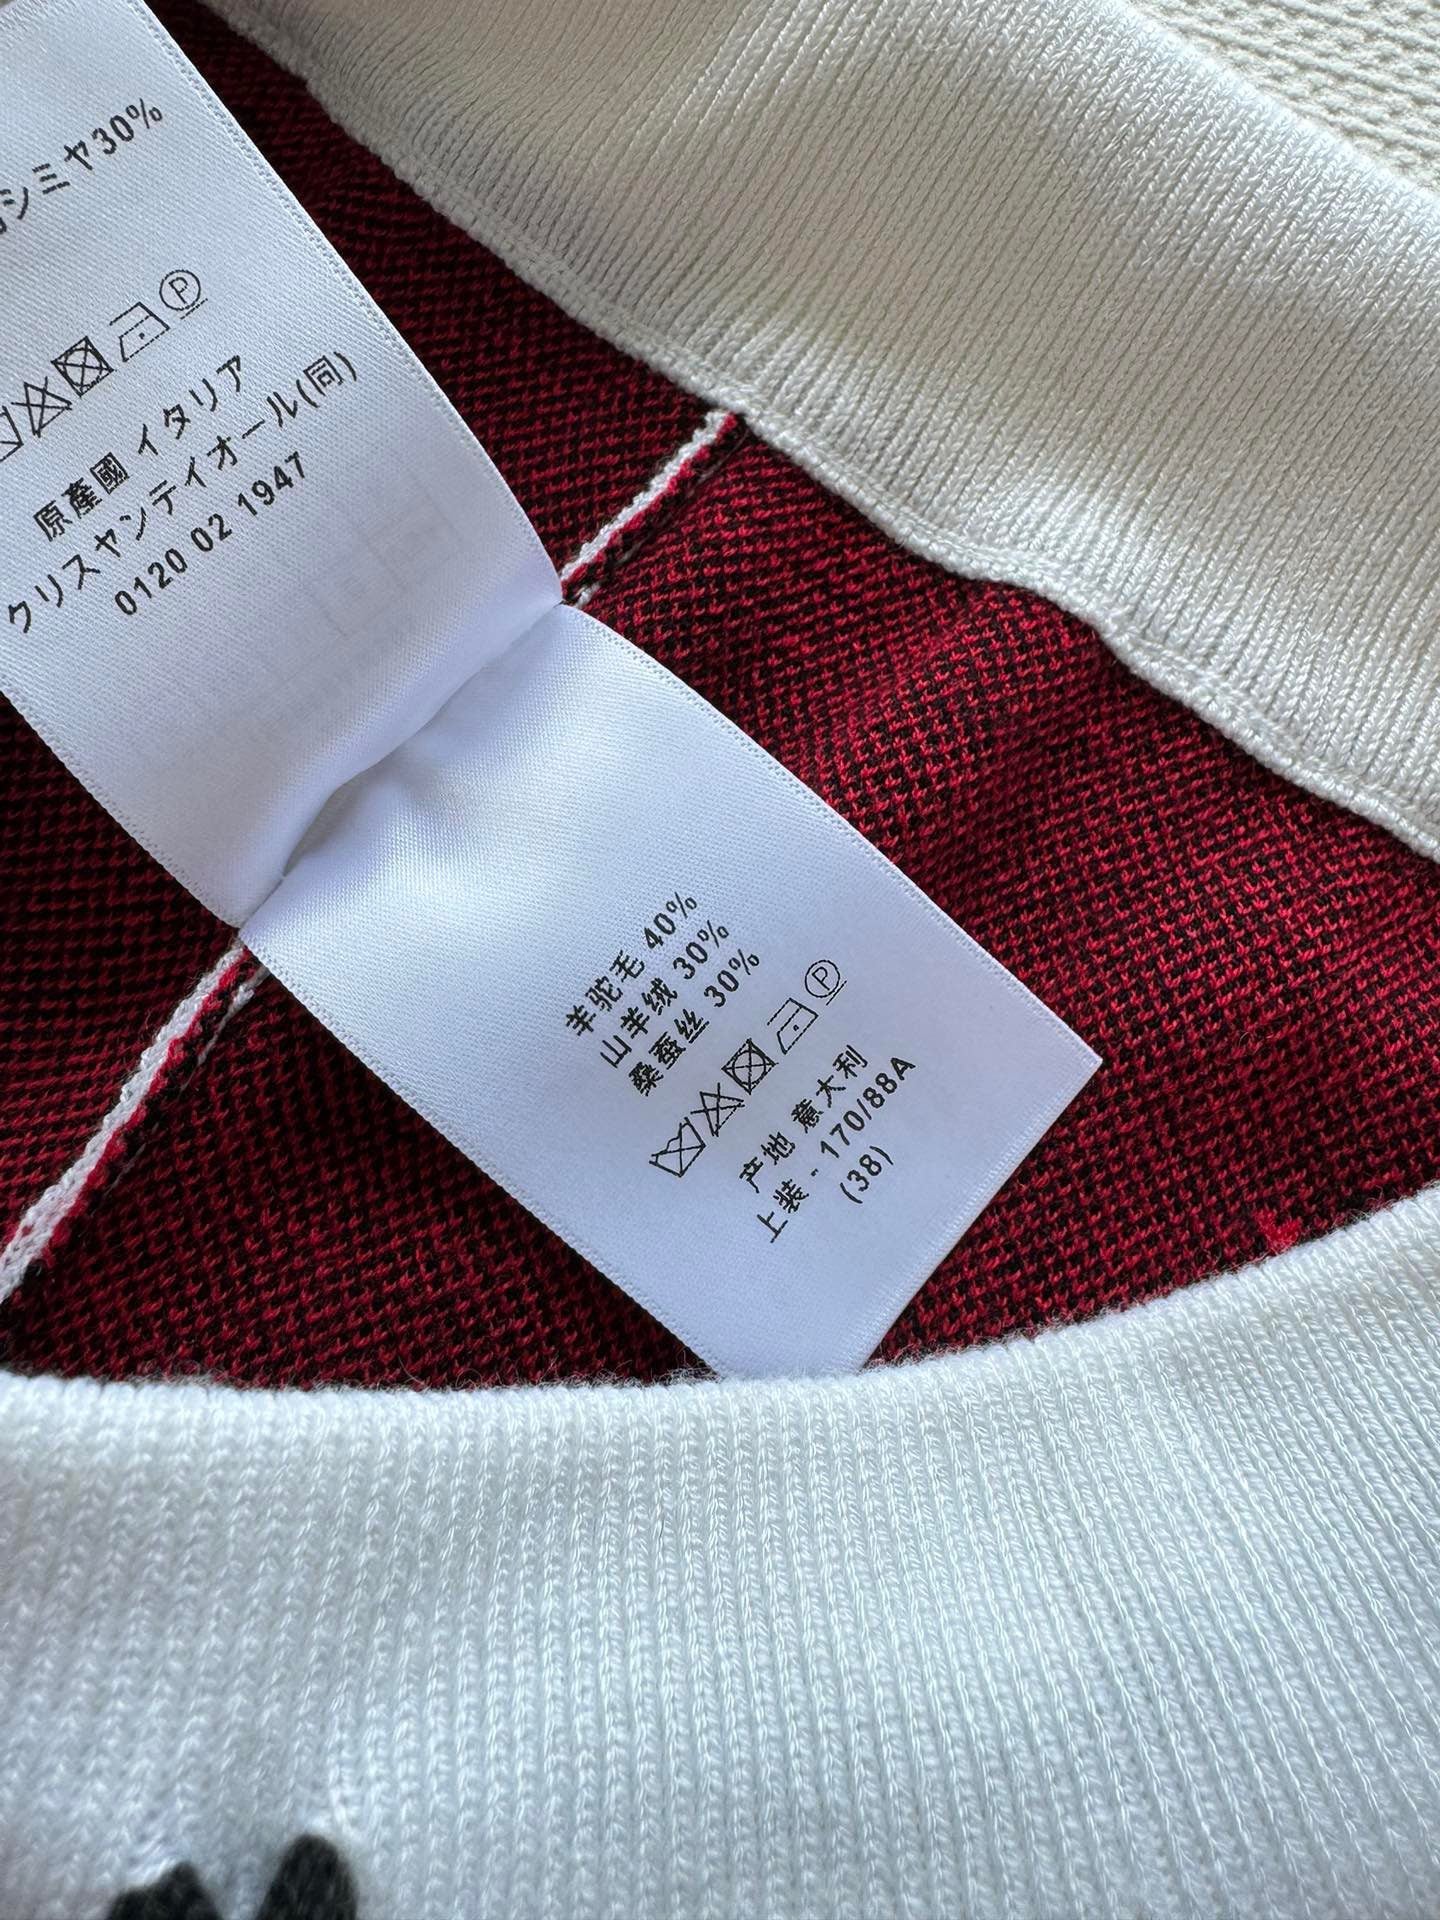 シミヤ30%
P
原産國 イタリア
クリスヤンテイオール(同)
0120 02 1947
羊驼毛 40%
山羊绒 30%
桑蚕丝 30%
P
产地 意大利
上装 - 170/88A
(38)